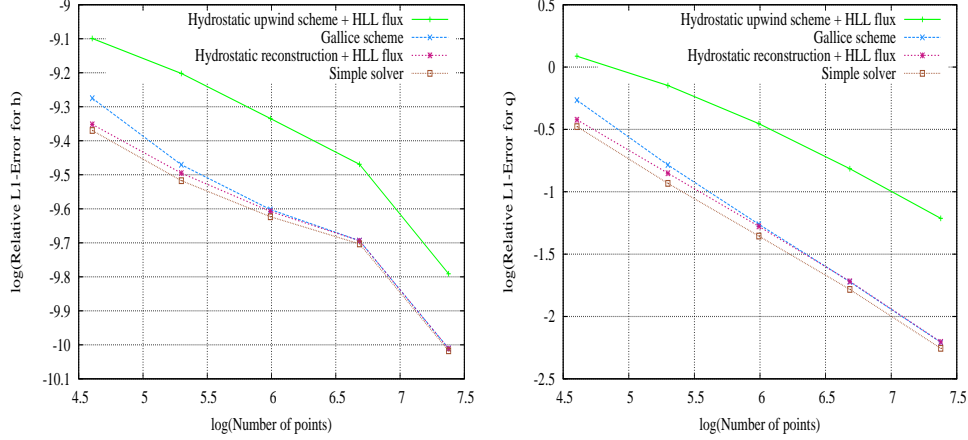 -9
-9.1
-9.2
-9.3
-9.4
-9.5
-9.6
-9.7
-9.8
-9.9
-10
-10.1
4.5 5 5.5 6 6.5 7 7.5
log(Relative L1-Error for h)
log(Number of points)
Hydrostatic upwind scheme + HLL flux
Gallice scheme
Hydrostatic reconstruction + HLL flux
Simple solver
0.5
0
-0.5
-1
-1.5
-2
-2.5
4.5 5 5.5 6 6.5 7 7.5
log(Relative L1-Error for q)
log(Number of points)
Hydrostatic upwind scheme + HLL flux
Gallice scheme
Hydrostatic reconstruction + HLL flux
Simple solver